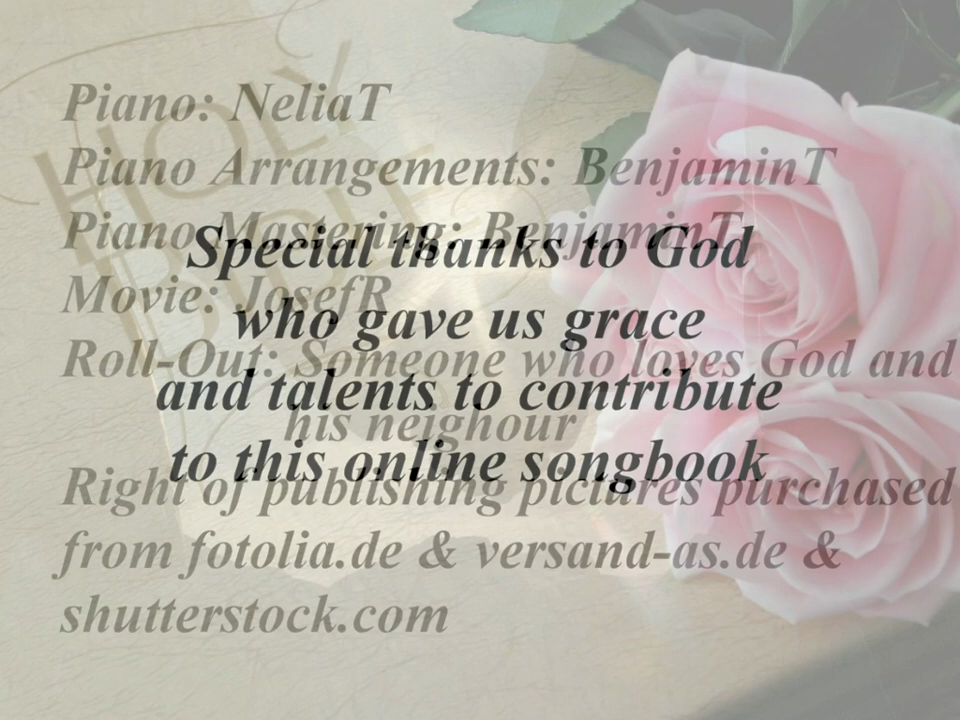 Piano: NeliaT
Piano Arrangements: BenjaminT
Piano Mastering: BenjaminT
Movie: JosefR
Roll-Out: Someone who loves God and
his neighour
Right of publishing pictures purchased
from fotolia.de & versand-as.de &
shutterstock.com
Special thanks to God
who gave us grace
and talents to contribute
to this online songbook
HOLY